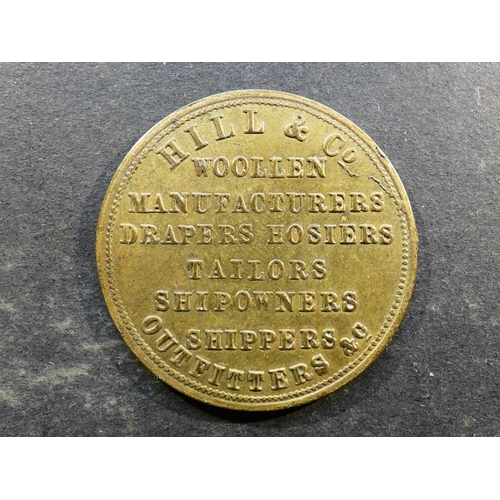 HILL & Co.
WOOLLEN
MANUFACTURERS
DRAPERS HOSIERS
TAILORS
SHIPOWNERS
SHIPPERS
OUTFITTERS &c